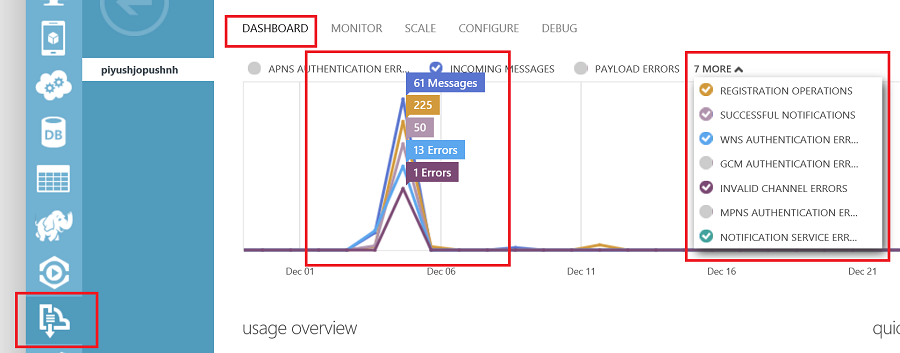 DASHBOARD MONITOR SCALE CONFIGURE DEBUG
piyushjopushnh
APNS AUTHENTICATION ERR... INCOMING MESSAGES PAYLOAD ERRORS 7 MORE
61 Messages
225
50
13 Errors
1 Errors
REGISTRATION OPERATIONS
SUCCESSFUL NOTIFICATIONS
WNS AUTHENTICATION ERR...
GCM AUTHENTICATION ERR...
INVALID CHANNEL ERRORS
MPNS AUTHENTICATION ER...
NOTIFICATION SERVICE ERR...
DB
Dec 01 Dec 06 Dec 11 Dec 16 Dec 21
usage overview
quic